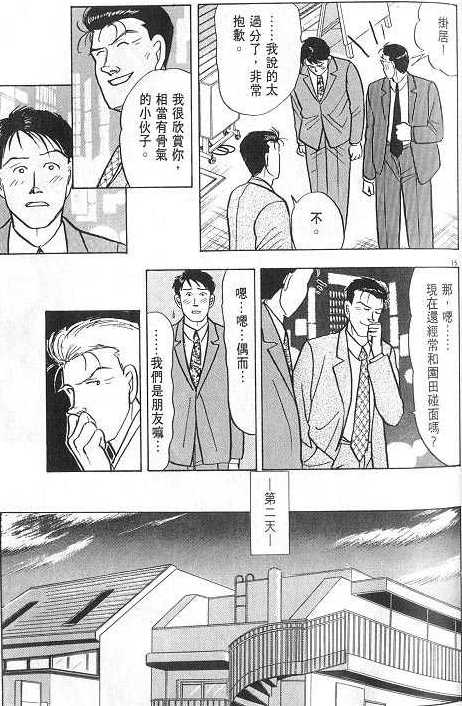 掛居！
……我說的太
過分了，非常
抱歉。
不。
我很欣賞你，
相當有骨氣
的小伙子。
15
那，嗯……
現在還經常和園田碰面嗎？
嗯…嗯…偶而…
……我們是朋友嘛…
—第二天—